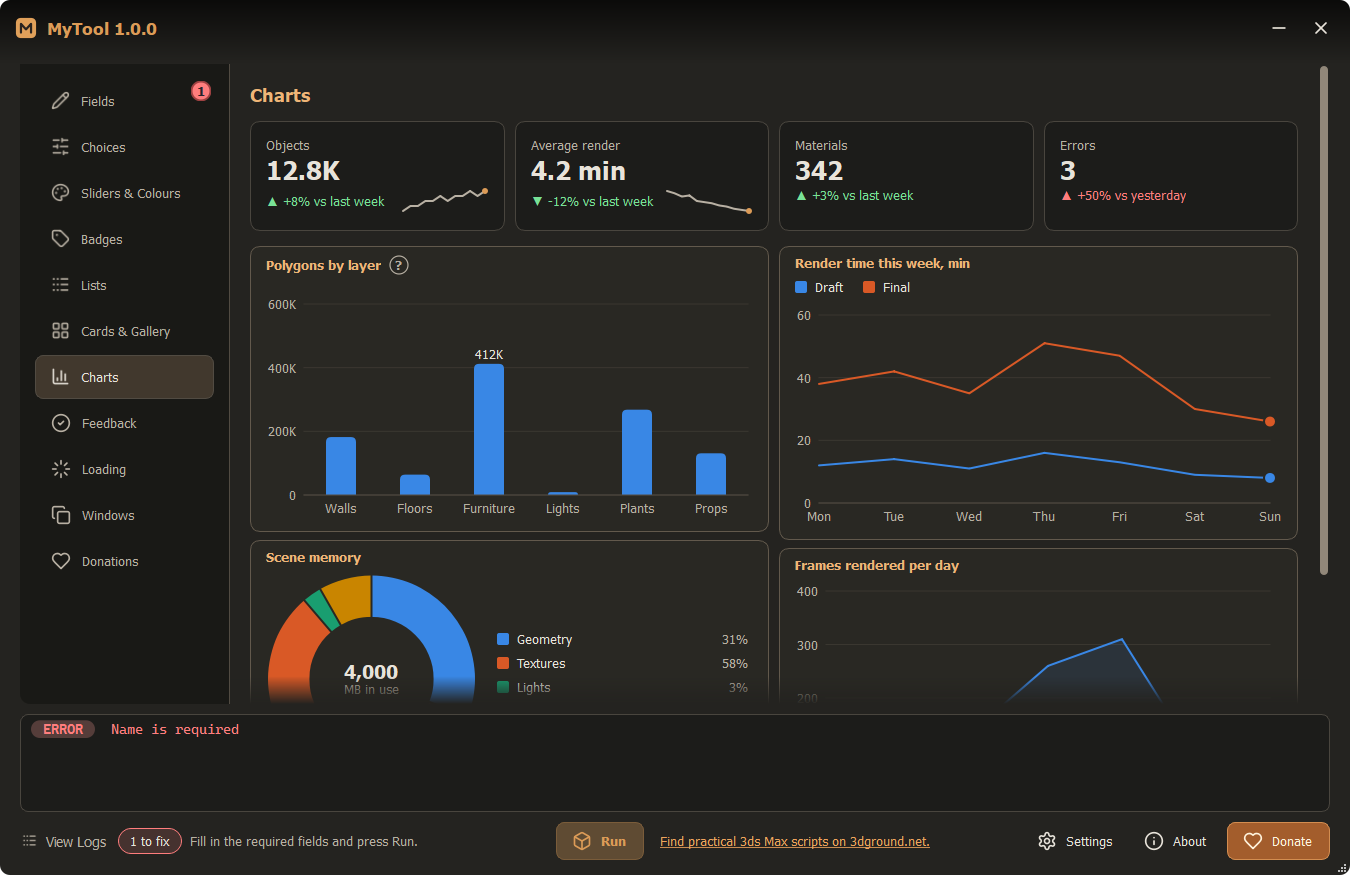 MyTool 1.0.0
Fields
1
Choices
Sliders & Colours
Badges
Lists
Cards & Gallery
Charts
Feedback
Loading
Windows
Donations
Charts
Objects
12.8K
▲ +8% vs last week
Average render
4.2 min
▼ -12% vs last week
Materials
342
▲ +3% vs last week
Errors
3
▲ +50% vs yesterday
Polygons by layer ?
600K
400K
200K
0
412K
Walls Floors Furniture Lights Plants Props
Render time this week, min
Draft Final
60
40
20
0
Mon Tue Wed Thu Fri Sat Sun
Scene memory
4,000
MB in use
Geometry 31%
Textures 58%
Lights 3%
Frames rendered per day
400
300
200
ERROR Name is required
View Logs 1 to fix Fill in the required fields and press Run.
Run
Find practical 3ds Max scripts on 3dground.net.
Settings About Donate